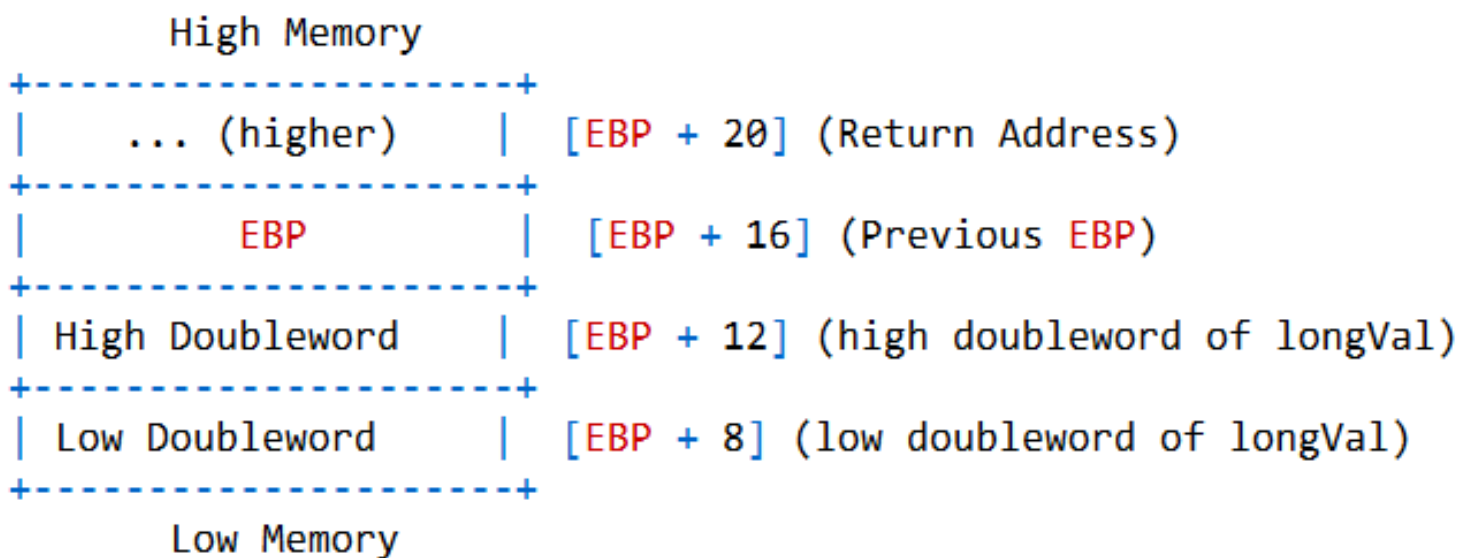 High Memory
+----------------------+
|     ... (higher)     |  [EBP + 20] (Return Address)
+----------------------+
|          EBP          |  [EBP + 16] (Previous EBP)
+----------------------+
| High Doubleword     |  [EBP + 12] (high doubleword of longVal)
+----------------------+
| Low Doubleword      |  [EBP + 8] (low doubleword of longVal)
+----------------------+
Low Memory